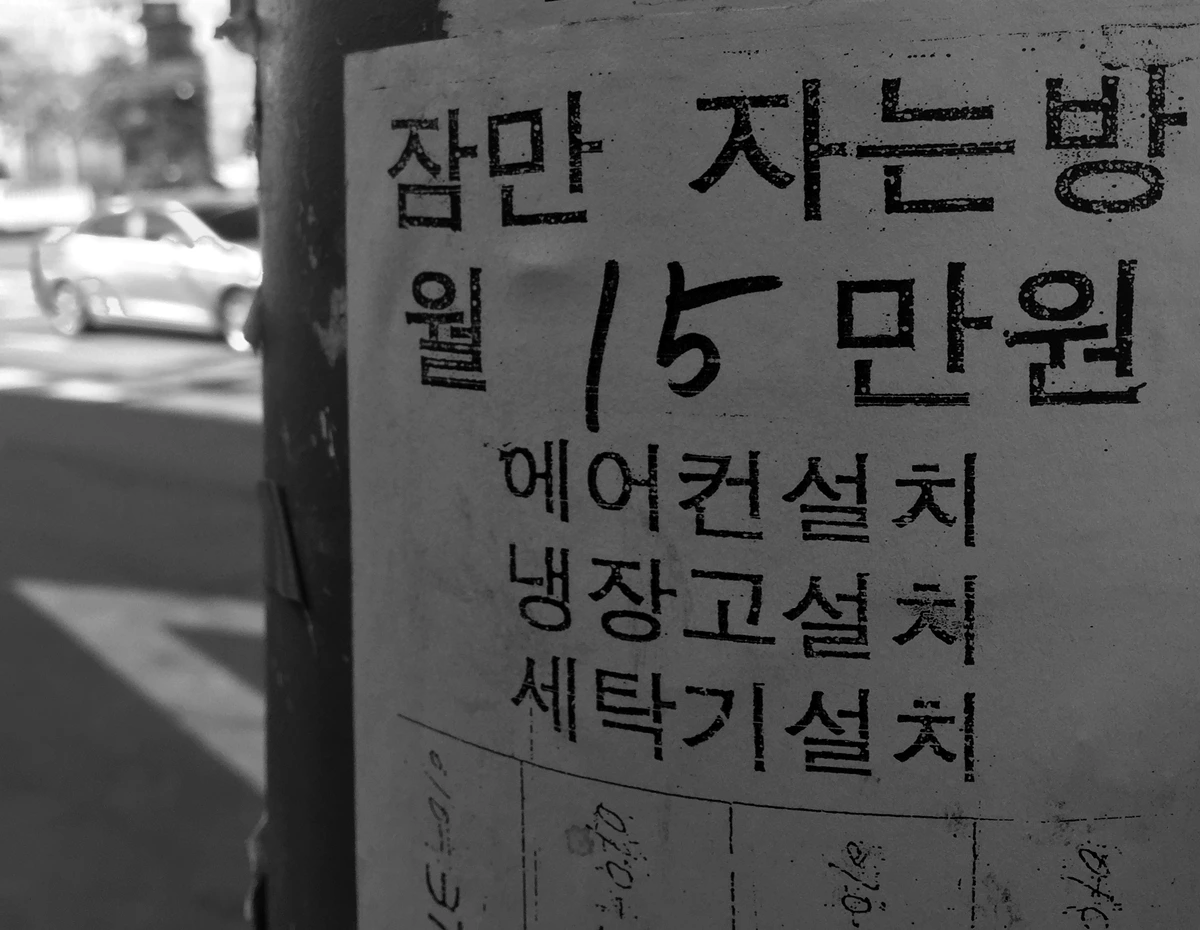 잠만 자는방
월 15 만원
에어컨설치
냉장고설치
세탁기설치